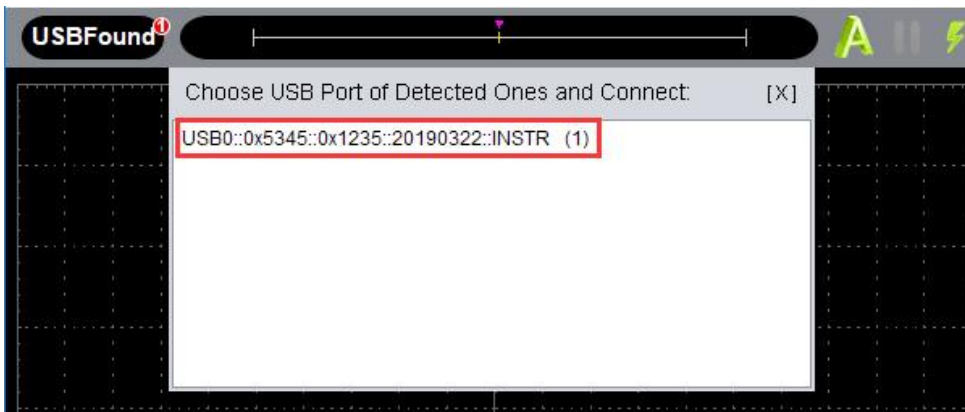 USBFound 1
A
Choose USB Port of Detected Ones and Connect: [X]
USB0::0x5345::0x1235::20190322::INSTR (1)